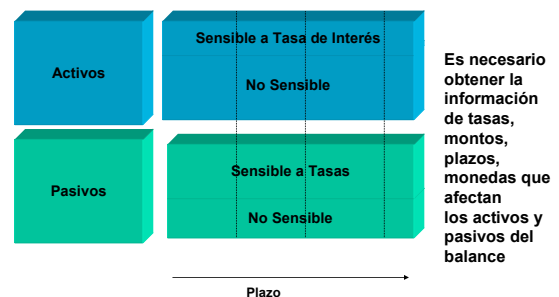 Activos
Sensible a Tasa de Interés
No Sensible
Pasivos
Sensible a Tasas
No Sensible
Plazo
Es necesario
obtener la
información
de tasas,
montos,
plazos,
monedas que
afectan
los activos y
pasivos del
balance